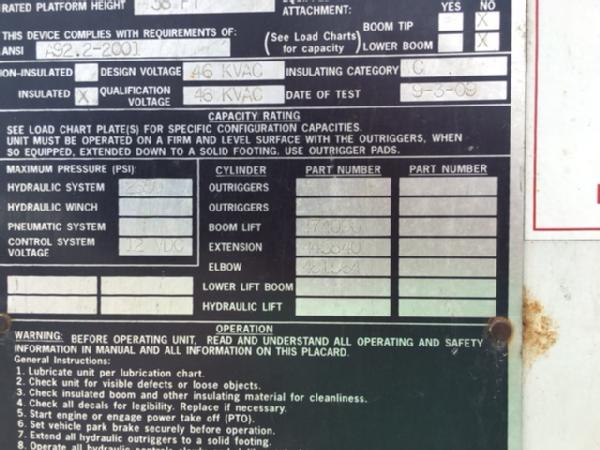 RATED PLATFORM HEIGHT 38 FT
ATTACHMENT:
YES NO
BOOM TIP X
THIS DEVICE COMPLIES WITH REQUIREMENTS OF:
(See Load Charts for capacity)
LOWER BOOM X
ANSI A92.2-2001
ON-INSULATED DESIGN VOLTAGE 46 KVAC INSULATING CATEGORY C
INSULATED X QUALIFICATION VOLTAGE 46 KVAC DATE OF TEST 9-3-09
CAPACITY RATING
SEE LOAD CHART PLATE(S) FOR SPECIFIC CONFIGURATION CAPACITIES.
UNIT MUST BE OPERATED ON A FIRM AND LEVEL SURFACE WITH THE OUTRIGGERS, WHEN
SO EQUIPPED, EXTENDED DOWN TO A SOLID FOOTING. USE OUTRIGGER PADS.
MAXIMUM PRESSURE (PSI)
HYDRAULIC SYSTEM
HYDRAULIC WINCH
PNEUMATIC SYSTEM
CONTROL SYSTEM VOLTAGE 12 VDC
CYLINDER PART NUMBER PART NUMBER
OUTRIGGERS
OUTRIGGERS
BOOM LIFT
EXTENSION
ELBOW
LOWER LIFT BOOM
HYDRAULIC LIFT
OPERATION
WARNING: BEFORE OPERATING UNIT, READ AND UNDERSTAND ALL OPERATING AND SAFETY
INFORMATION IN MANUAL AND ALL INFORMATION ON THIS PLACARD.
General Instructions:
1. Lubricate unit per lubrication chart.
2. Check unit for visible defects or loose objects.
3. Check insulated boom and other insulating material for cleanliness.
4. Check all decals for legibility. Replace if necessary.
5. Start engine or engage power take off (PTO).
6. Set vehicle park brake securely before operation.
7. Extend all hydraulic outriggers to a solid footing.
8. Operate all hydraulic controls slowly